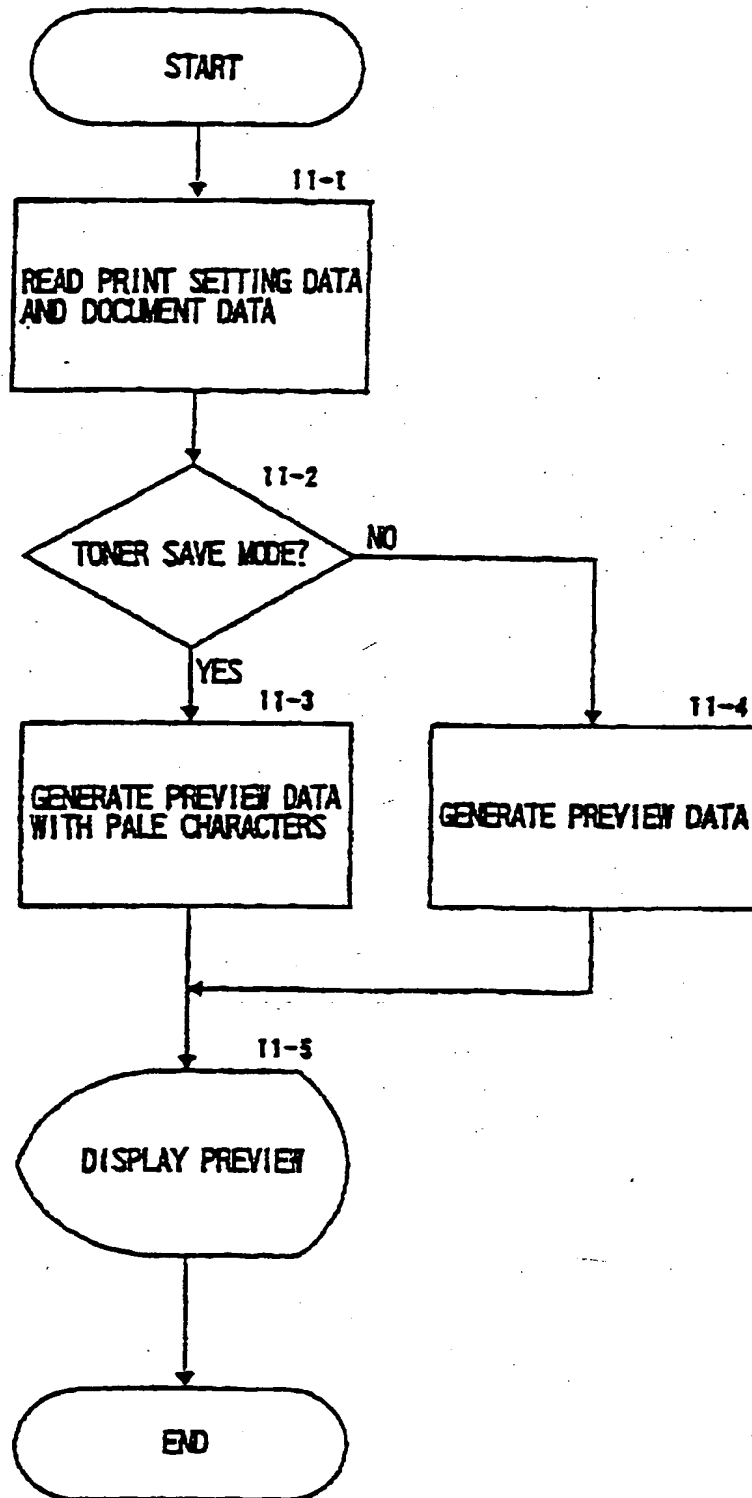 START
11-1
READ PRINT SETTING DATA
AND DOCUMENT DATA
11-2
TONER SAVE MODE?
NO
YES
11-3
11-4
GENERATE PREVIEW DATA
WITH PALE CHARACTERS
GENERATE PREVIEW DATA
11-5
DISPLAY PREVIEW
END